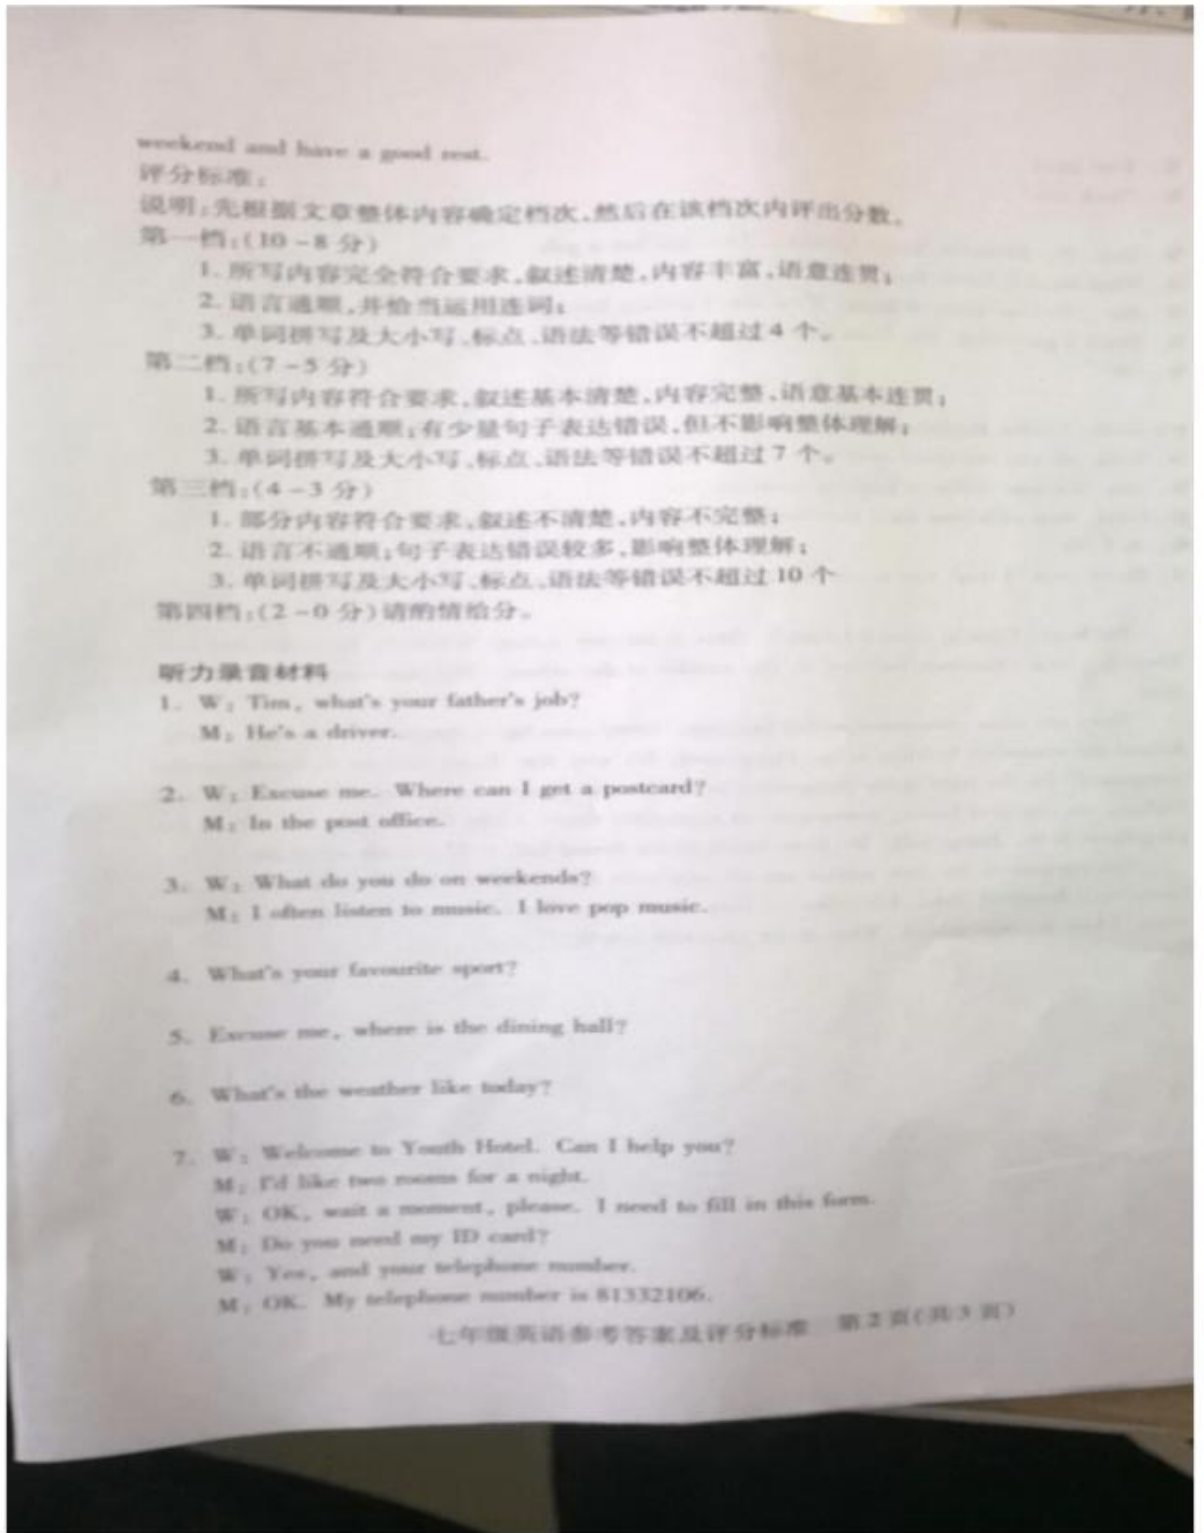 weekend and have a good rest.
评分标准：
说明：先根据文章整体内容确定档次，然后在该档次内评出分数。
第一档：（10－8 分）
1. 所写内容完全符合要求，叙述清楚，内容丰富，语意连贯；
2. 语言通顺，并恰当运用连词；
3. 单词拼写及大小写、标点、语法等错误不超过 4 个。
第二档：（7－5 分）
1. 所写内容符合要求，叙述基本清楚，内容完整，语意基本连贯；
2. 语言基本通顺；有少量句子表达错误，但不影响整体理解；
3. 单词拼写及大小写、标点、语法等错误不超过 7 个。
第三档：（4－3 分）
1. 部分内容符合要求，叙述不清楚，内容不完整；
2. 语言不通顺；句子表达错误较多，影响整体理解；
3. 单词拼写及大小写、标点、语法等错误不超过 10 个
第四档：（2－0 分）请酌情给分。
听力录音材料
1. W: Tim, what's your father's job?
M: He's a driver.
2. W: Excuse me. Where can I get a postcard?
M: In the post office.
3. W: What do you do on weekends?
M: I often listen to music. I love pop music.
4. What's your favourite sport?
5. Excuse me, where is the dining hall?
6. What's the weather like today?
7. W: Welcome to Youth Hotel. Can I help you?
M: I'd like two rooms for a night.
W: OK, wait a moment, please. I need to fill in this form.
M: Do you need my ID card?
W: Yes, and your telephone number.
M: OK. My telephone number is 81332106.
七年级英语参考答案及评分标准 第 2 页（共 3 页）